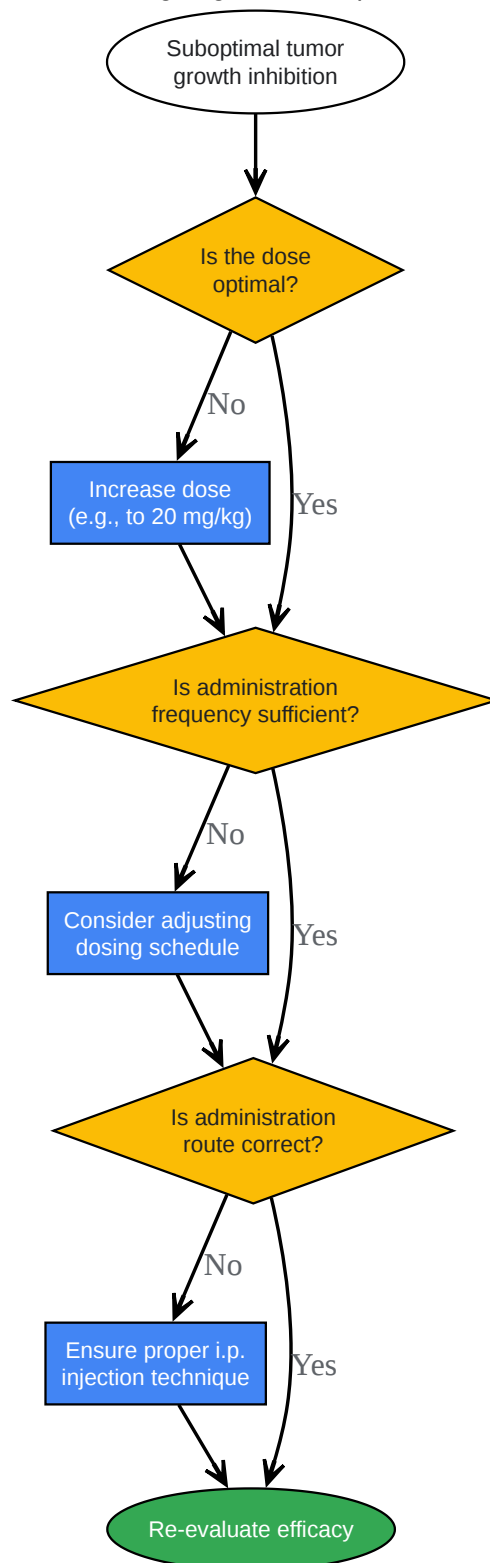 Suboptimal tumor
growth inhibition
Is the dose
optimal?
No
Increase dose
(e.g., to 20 mg/kg)
Yes
Is administration
frequency sufficient?
No
Consider adjusting
dosing schedule
Yes
Is administration
route correct?
No
Ensure proper i.p.
injection technique
Yes
Re-evaluate efficacy